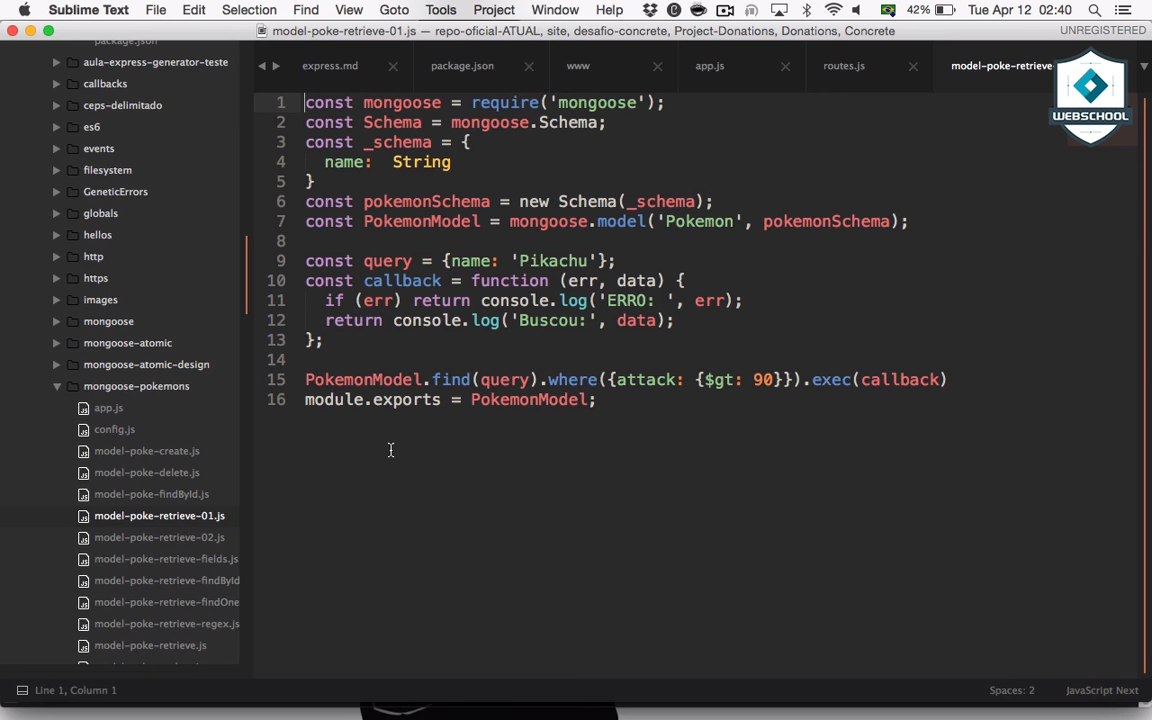 Sublime Text File Edit Selection Find View Goto Tools Project Window Help 42% Tue Apr 12 02:40
model-poke-retrieve-01.js — repo-oficial-ATUAL, site, desafio-concrete, Project-Donations, Donations, Concrete UNREGISTERED
express.md package.json www app.js routes.js model-poke-retrieve-
WEBSCHOOL
package.json
aula-express-generator-teste
callbacks
ceps-delimitado
es6
events
filesystem
GeneticErrors
globals
hellos
http
https
images
mongoose
mongoose-atomic
mongoose-atomic-design
mongoose-pokemons
app.js
config.js
model-poke-create.js
model-poke-delete.js
model-poke-findById.js
model-poke-retrieve-01.js
model-poke-retrieve-02.js
model-poke-retrieve-fields.js
model-poke-retrieve-findById
model-poke-retrieve-findOne
model-poke-retrieve-regex.js
model-poke-retrieve.js
1 const mongoose = require('mongoose');
2 const Schema = mongoose.Schema;
3 const _schema = {
4 name: String
5 }
6 const pokemonSchema = new Schema(_schema);
7 const PokemonModel = mongoose.model('Pokemon', pokemonSchema);
8
9 const query = {name: 'Pikachu'};
10 const callback = function (err, data) {
11 if (err) return console.log('ERRO: ', err);
12 return console.log('Buscou:', data);
13 };
14
15 PokemonModel.find(query).where({attack: {$gt: 90}}).exec(callback)
16 module.exports = PokemonModel;
Line 1, Column 1 Spaces: 2 JavaScript Next